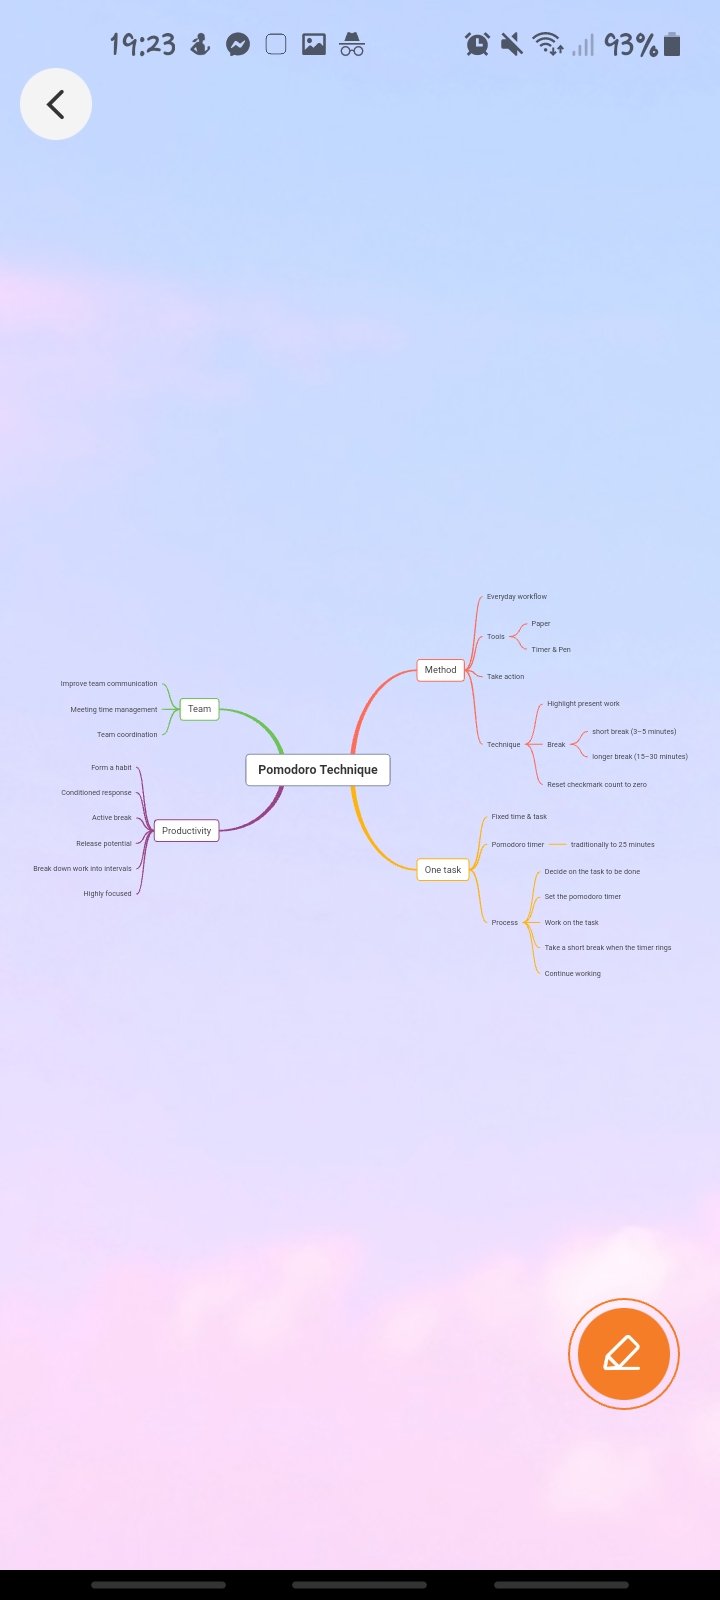 19:23
93%
Everyday workflow
Paper
Tools
Timer & Pen
Method
Take action
Highlight present work
short break (3–5 minutes)
Technique
Break
longer break (15–30 minutes)
Reset checkmark count to zero
Improve team communication
Meeting time management
Team
Team coordination
Pomodoro Technique
Form a habit
Conditioned response
Active break
Productivity
Release potential
Break down work into intervals
Highly focused
Fixed time & task
Pomodoro timer
traditionally to 25 minutes
One task
Decide on the task to be done
Set the pomodoro timer
Process
Work on the task
Take a short break when the timer rings
Continue working